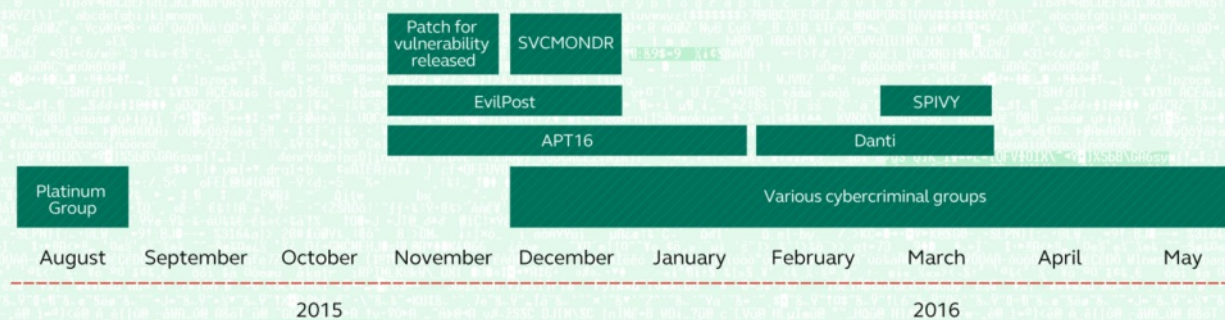 Patch for
vulnerability
released
SVCMONDR
EvilPost
SPIVY
APT16
Danti
Platinum
Group
Various cybercriminal groups
August September October November December January February March April May
2015 2016